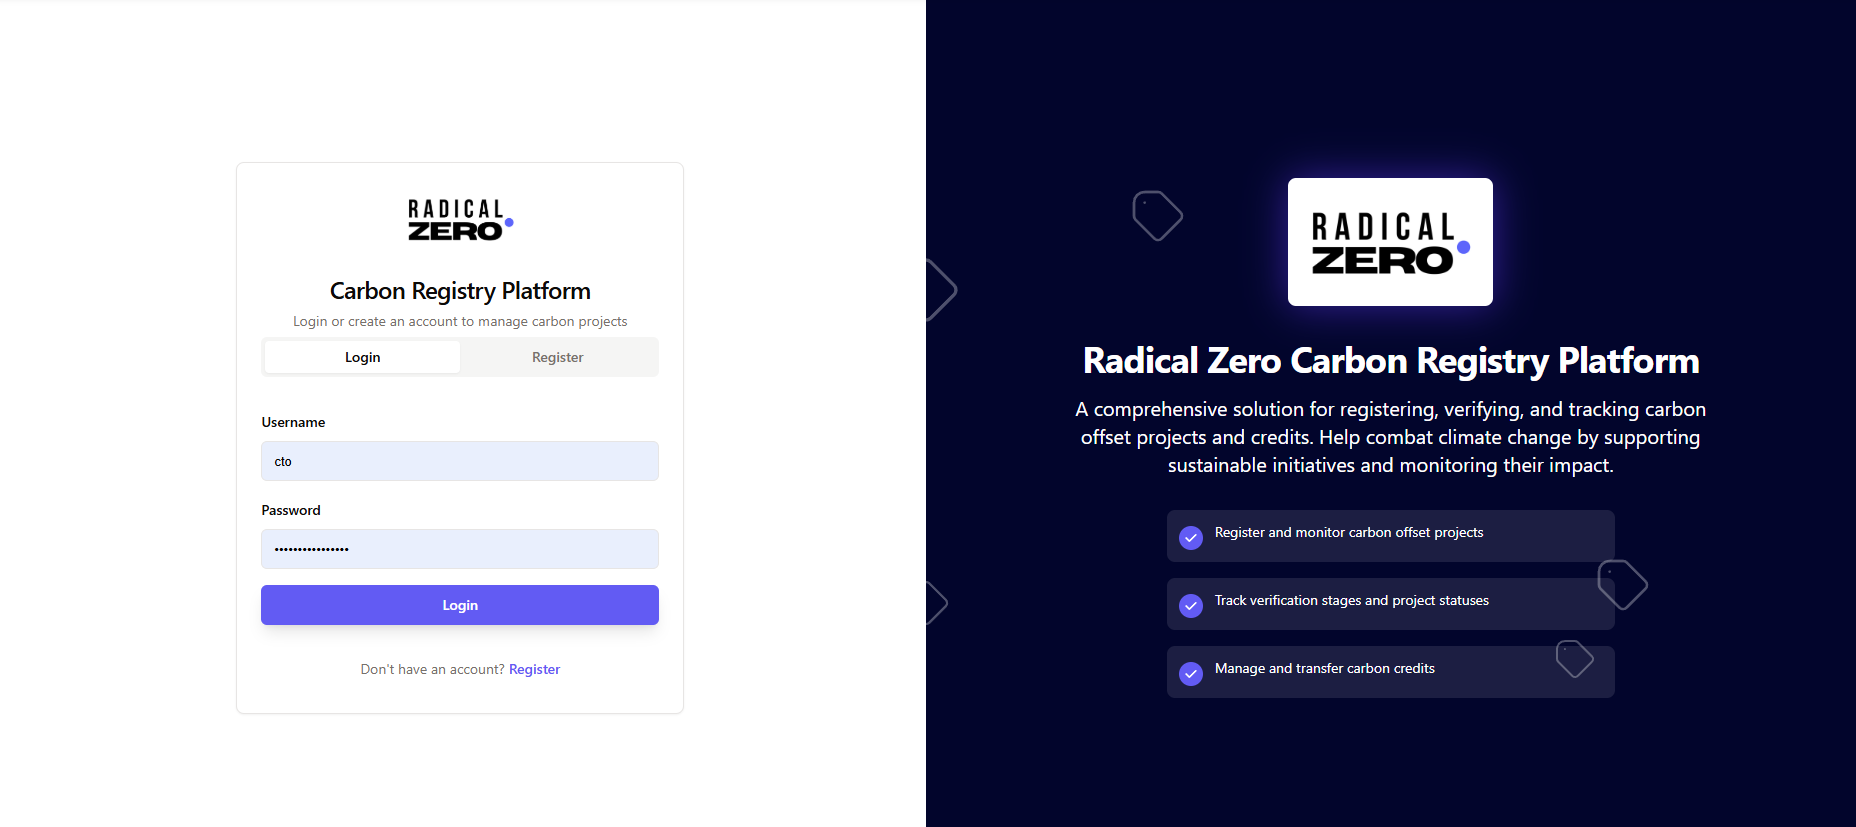 RADICAL
ZERO
Carbon Registry Platform
Login or create an account to manage carbon projects
Login
Register
Username
cto
Password
••••••••••••••••
Login
Don't have an account? Register
RADICAL
ZERO
Radical Zero Carbon Registry Platform
A comprehensive solution for registering, verifying, and tracking carbon
offset projects and credits. Help combat climate change by supporting
sustainable initiatives and monitoring their impact.
Register and monitor carbon offset projects
Track verification stages and project statuses
Manage and transfer carbon credits